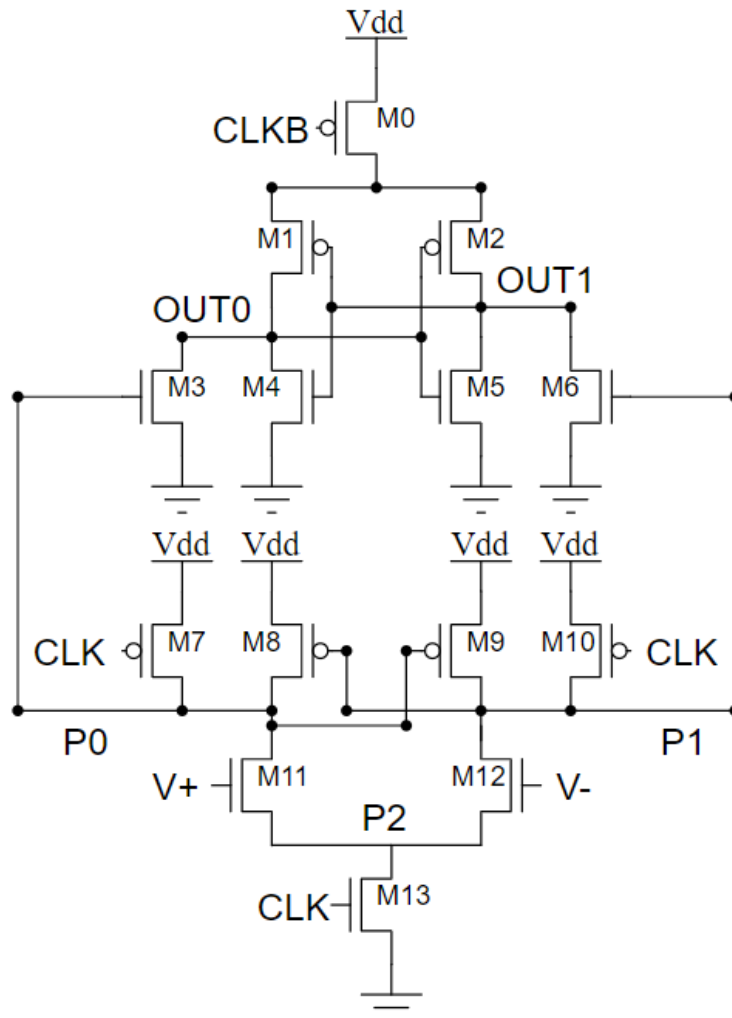 Vdd
CLKB M0
M1 M2
OUT0 OUT1
M3 M4 M5 M6
Vdd Vdd Vdd Vdd
CLK M7 M8 M9 M10 CLK
P0 P1
V+ M11 M12 V-
P2
CLK M13